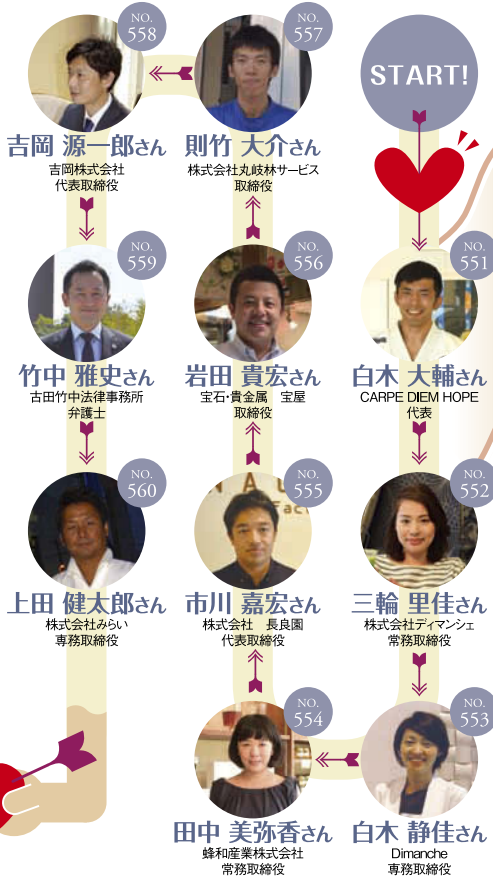 START!
NO.
551
白木 大輔さん
CARPE DIEM HOPE
代表
NO.
552
三輪 里佳さん
株式会社ディマンシェ
常務取締役
NO.
553
白木 静佳さん
Dimanche
専務取締役
NO.
554
田中 美弥香さん
蜂和産業株式会社
常務取締役
NO.
555
市川 嘉宏さん
株式会社 長良園
代表取締役
NO.
556
岩田 貴宏さん
宝石・貴金属 宝屋
取締役
NO.
557
則竹 大介さん
株式会社丸岐林サービス
取締役
NO.
558
吉岡 源一郎さん
吉岡株式会社
代表取締役
NO.
559
竹中 雅史さん
古田竹中法律事務所
弁護士
NO.
560
上田 健太郎さん
株式会社みらい
専務取締役